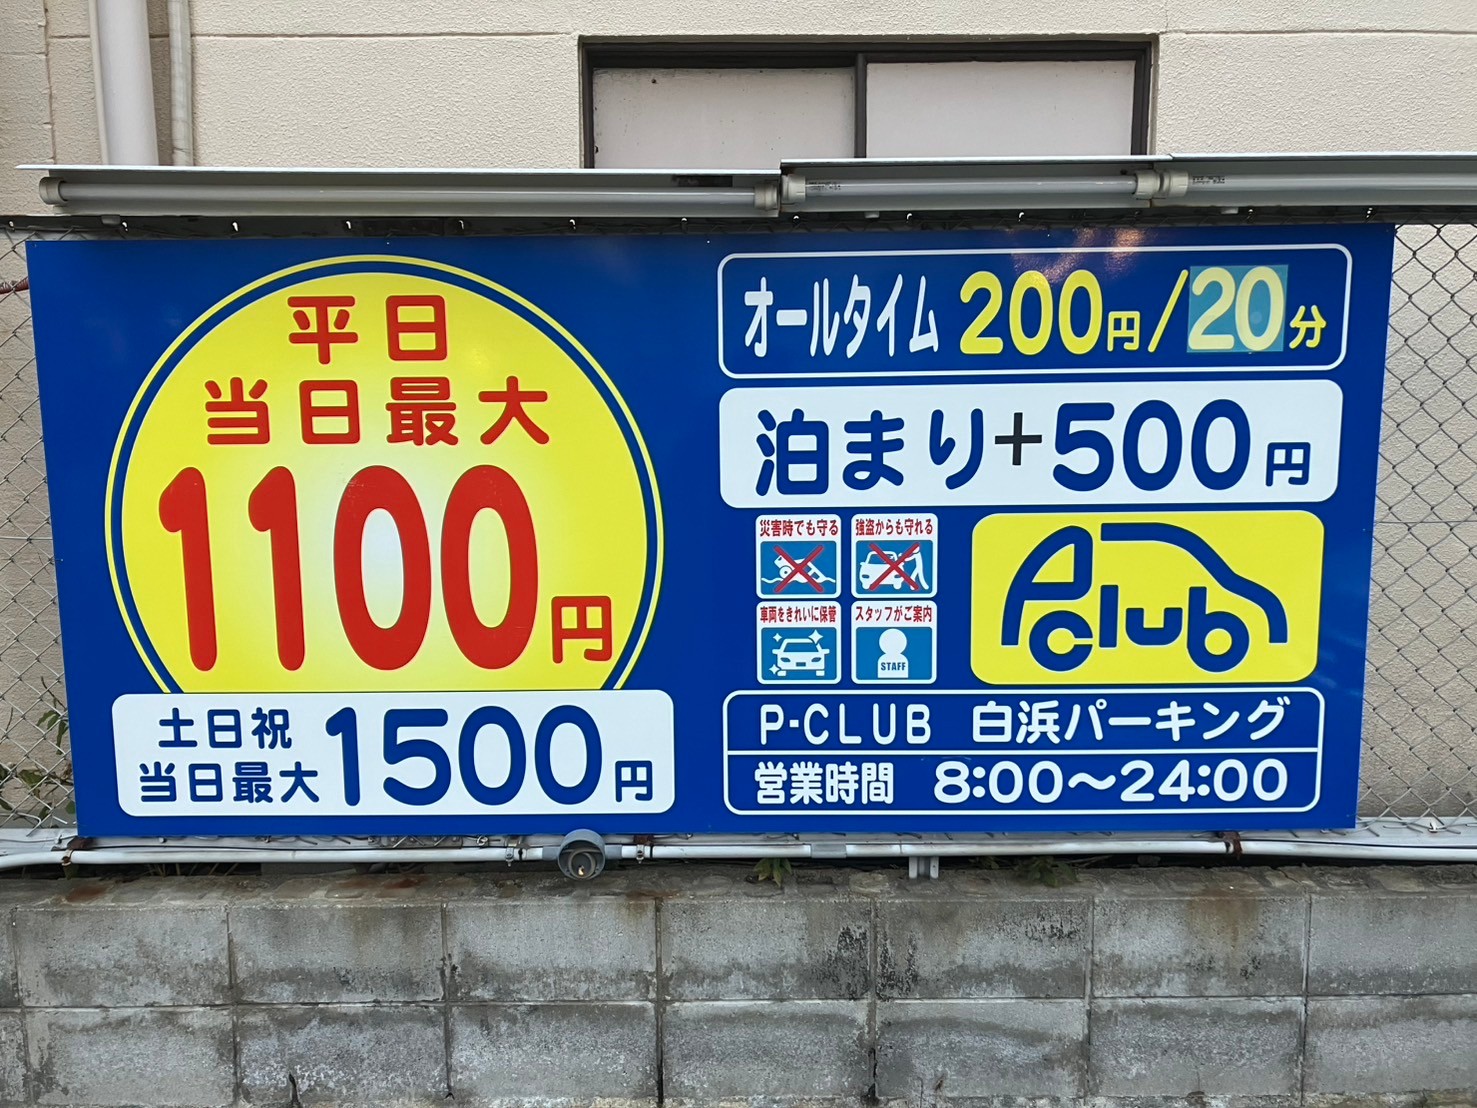 平日
当日最大
1100円
土日祝
当日最大 1500円
オールタイム 200円/20分
泊まり+500円
災害時でも守る
強盗からも守れる
車両をきれいに保管
スタッフがご案内
STAFF
Pclub
P-CLUB 白浜パーキング
営業時間 8:00～24:00